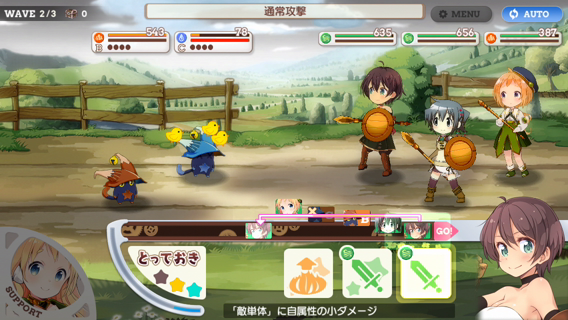 WAVE 2/3 0
通常攻撃
MENU
AUTO
543
B
78
C
635
656
387
GO!
とっておき
SUPPORT
「敵単体」に自属性の小ダメージ